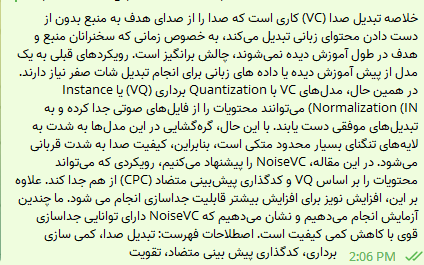 خلاصه تبدیل صدا (VC) کاری است که صدا را از صدای هدف به منبع بدون از
دست دادن محتوای زبانی تبدیل می‌کند، به خصوص زمانی که سخنرانان منبع و
هدف در طول آموزش دیده نمی‌شوند، چالش برانگیز است. رویکردهای قبلی به یک
مدل از پیش آموزش دیده یا داده های زبانی برای انجام تبدیل شات صفر نیاز دارند.
در همین حال، مدل‌های VC با Quantization برداری (VQ) یا Instance
Normalization (IN) می‌توانند محتویات را از فایل‌های صوتی جدا کرده و به
تبدیل‌های موفقی دست یابند. با این حال، گره‌گشایی در این مدل‌ها به شدت به
لایه‌های تنگنای بسیار محدود متکی است، بنابراین، کیفیت صدا به شدت قربانی
می‌شود. در این مقاله، NoiseVC را پیشنهاد می‌کنیم، رویکردی که می‌تواند
محتویات را بر اساس VQ و کدگذاری پیش‌بینی متضاد (CPC) از هم جدا کند. علاوه
بر این، افزایش نویز برای افزایش بیشتر قابلیت جداسازی انجام می شود. ما چندین
آزمایش انجام می‌دهیم و نشان می‌دهیم که NoiseVC دارای توانایی جداسازی
قوی با کاهش کمی کیفیت است. اصطلاحات فهرست: تبدیل صدا، کمی سازی
برداری، کدگذاری پیش بینی متضاد، تقویت
2:06 PM